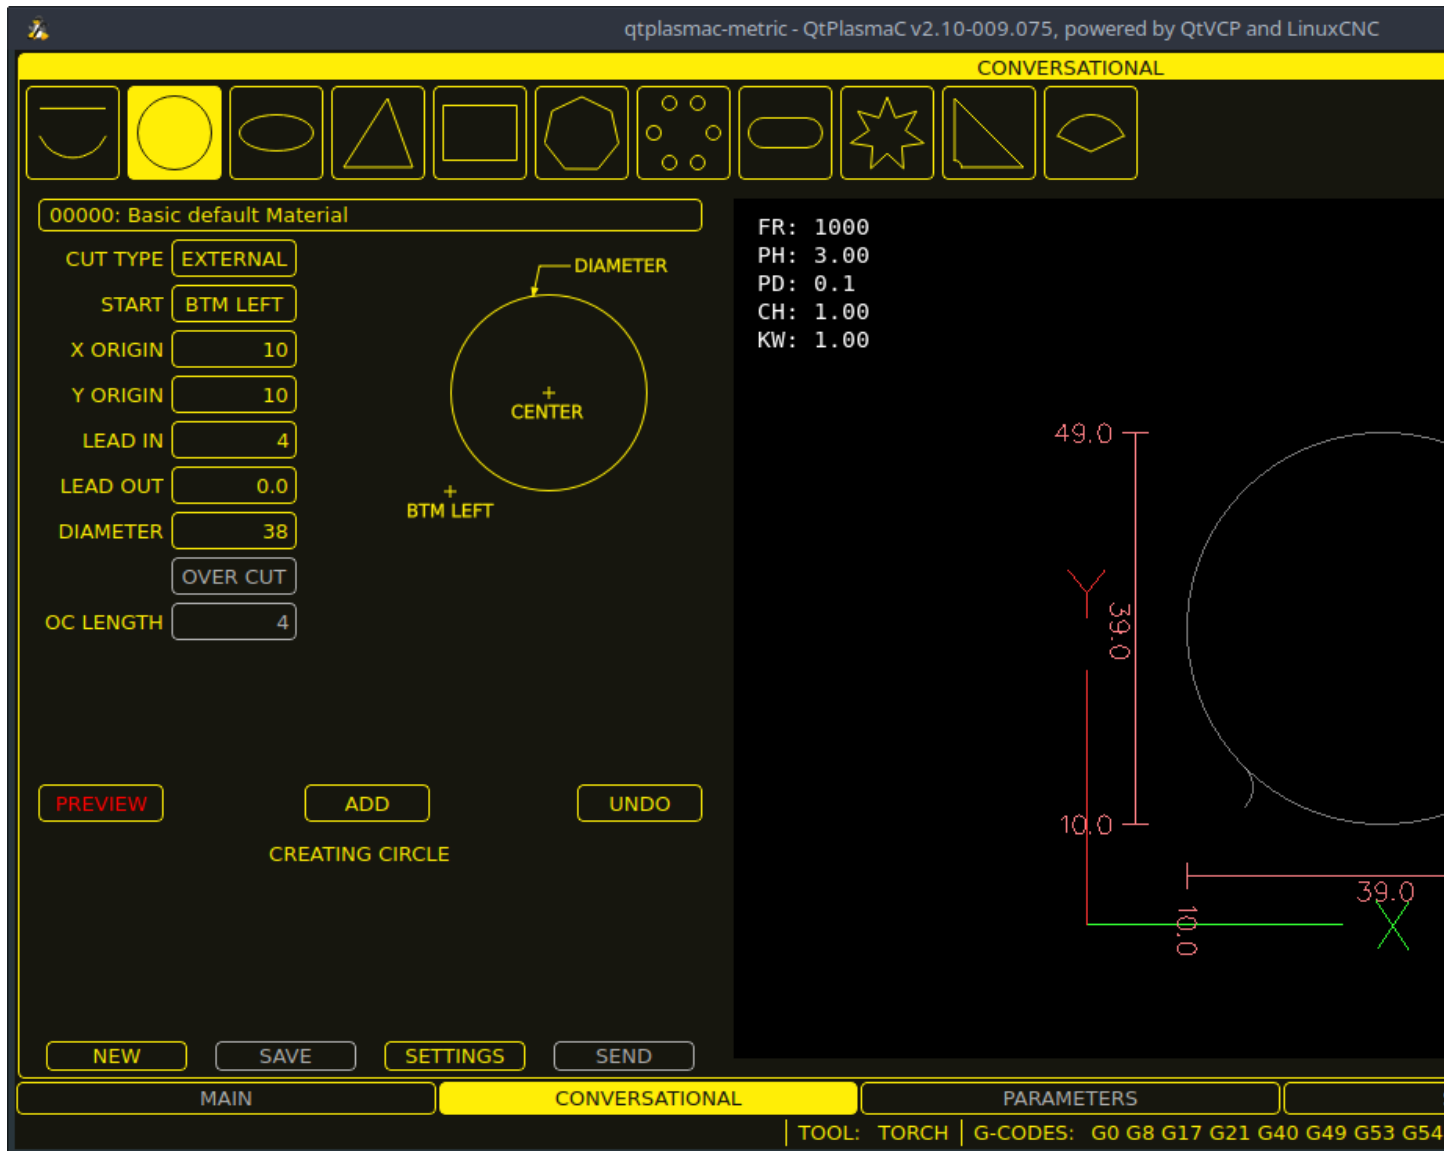 qtplasmac-metric - QtPlasmaC v2.10-009.075, powered by QtVCP and LinuxCNC
CONVERSATIONAL
00000: Basic default Material
CUT TYPE EXTERNAL
START BTM LEFT
X ORIGIN 10
Y ORIGIN 10
LEAD IN 4
LEAD OUT 0.0
DIAMETER 38
OVER CUT
OC LENGTH 4
DIAMETER
CENTER
BTM LEFT
PREVIEW ADD UNDO
CREATING CIRCLE
NEW SAVE SETTINGS SEND
FR: 1000
PH: 3.00
PD: 0.1
CH: 1.00
KW: 1.00
49.0
Y
39.0
10.0
39.0
10.0
X
MAIN CONVERSATIONAL PARAMETERS
TOOL: TORCH G-CODES: G0 G8 G17 G21 G40 G49 G53 G54